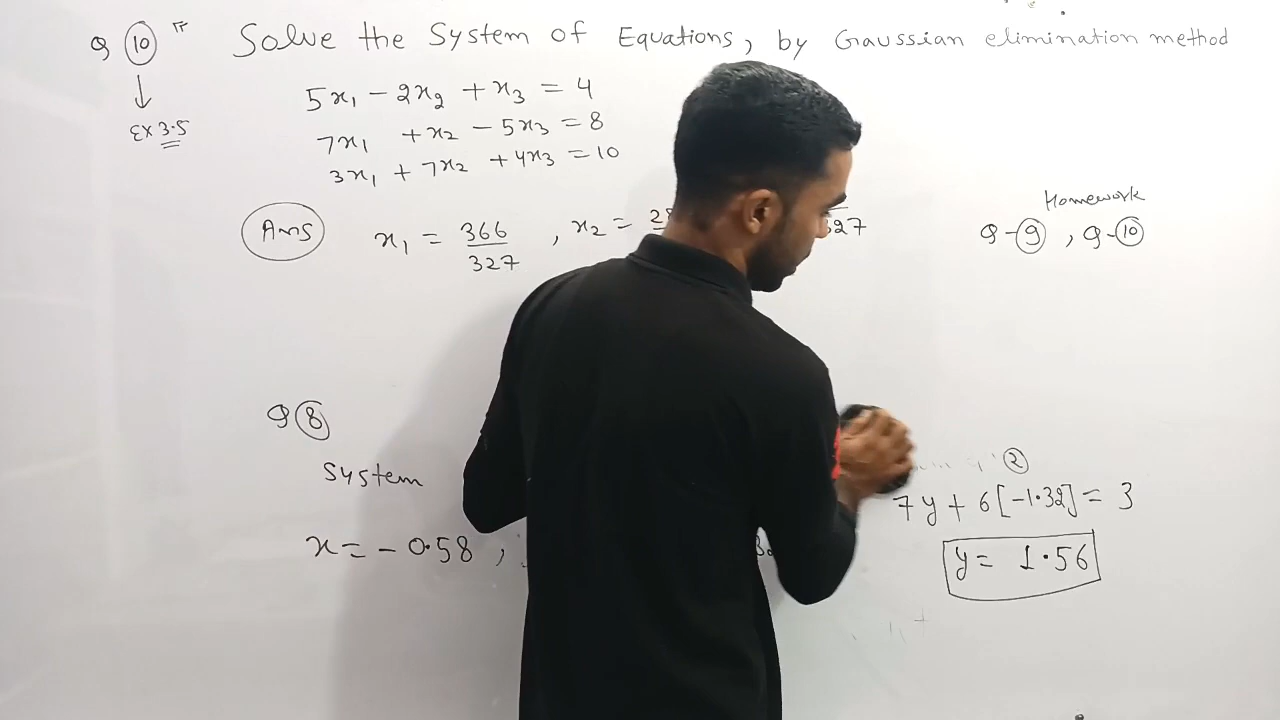 Q 10 Solve the System of Equations, by Gaussian elimination method
Ex 3.5
5x₁ - 2x₂ + x₃ = 4
7x₁ + x₂ - 5x₃ = 8
3x₁ + 7x₂ + 4x₃ = 10
Homework
Ans x₁ = 366/327 , x₂ = 327
Q-9 , Q-10
Q 8
System
2
7y + 6[-1.32] = 3
x = -0.58 ,
y = 1.56